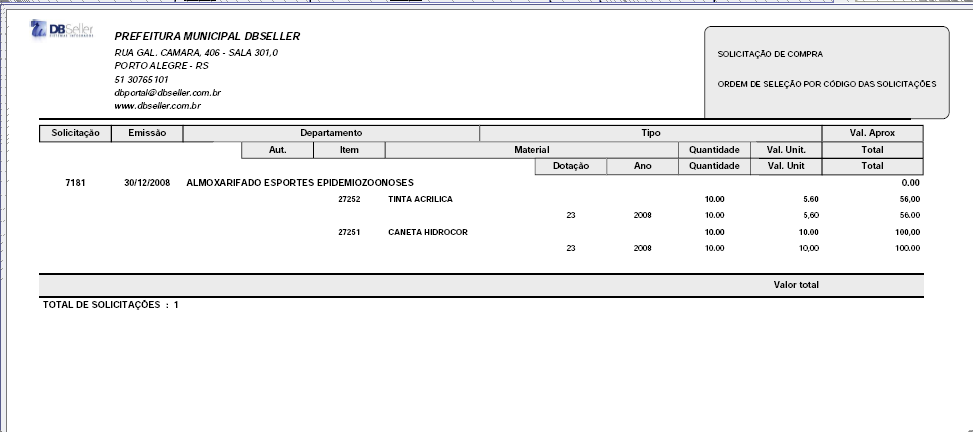 DBSeller
PREFEITURA MUNICIPAL DBSELLER
RUA GAL. CAMARA, 406 - SALA 301,0
PORTO ALEGRE - RS
51 30765101
dbportal@dbseller.com.br
www.dbseller.com.br
SOLICITAÇÃO DE COMPRA
ORDEM DE SELEÇÃO POR CÓDIGO DAS SOLICITAÇÕES
Solicitação Emissão Departamento Tipo Val. Aprox
Aut. Item Material Quantidade Val. Unit. Total
Dotação Ano Quantidade Val. Unit Total
7181 30/12/2008 ALMOXARIFADO ESPORTES EPIDEMIOZOONOSES 0.00
27252 TINTA ACRILICA 10.00 5,60 56,00
23 2008 10.00 5,60 56.00
27251 CANETA HIDROCOR 10.00 10.00 100,00
23 2008 10.00 10,00 100.00
Valor total
TOTAL DE SOLICITAÇÕES : 1